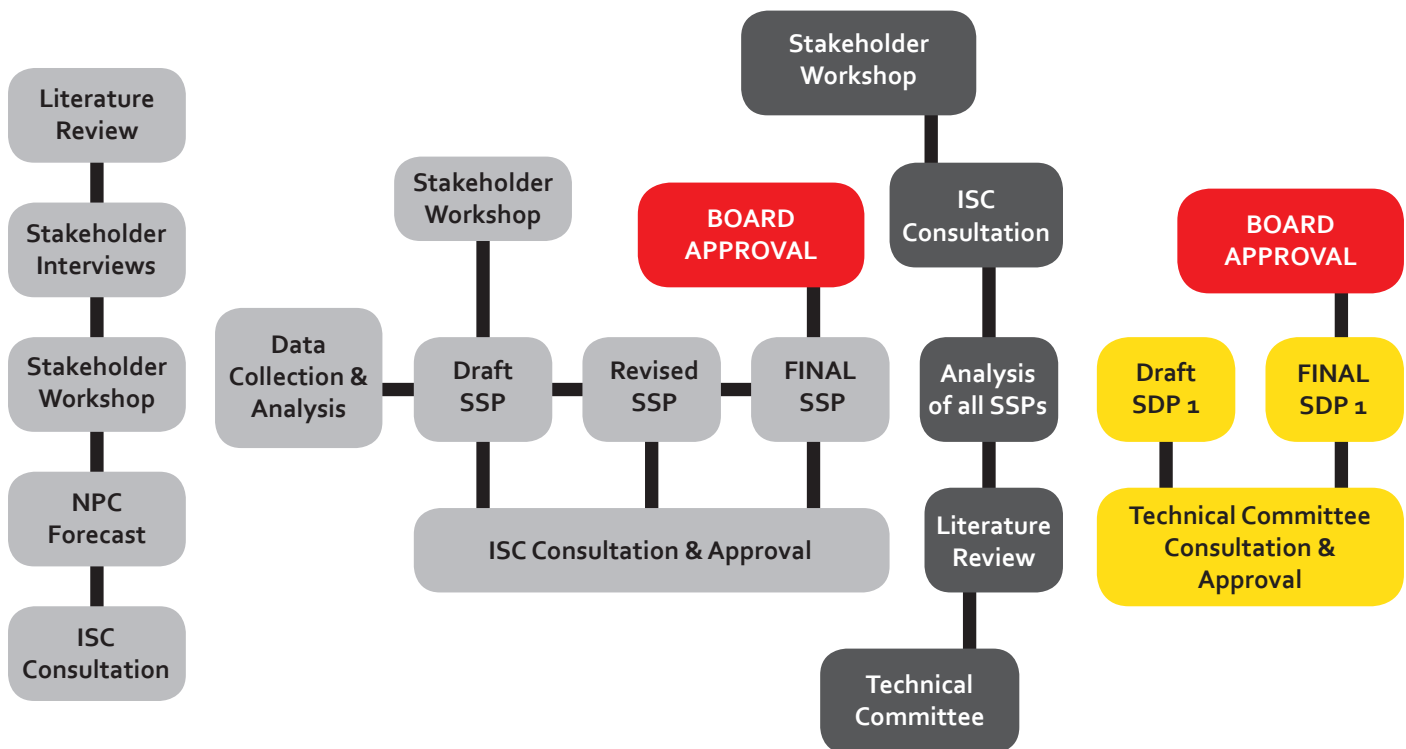 Literature
Review
Stakeholder
Interviews
Stakeholder
Workshop
NPC
Forecast
ISC
Consultation
Data
Collection &
Analysis
Stakeholder
Workshop
Draft
SSP
Revised
SSP
FINAL
SSP
BOARD
APPROVAL
ISC Consultation & Approval
Stakeholder
Workshop
ISC
Consultation
Analysis
of all SSPs
Literature
Review
Technical
Committee
BOARD
APPROVAL
Draft
SDP 1
FINAL
SDP 1
Technical Committee
Consultation &
Approval